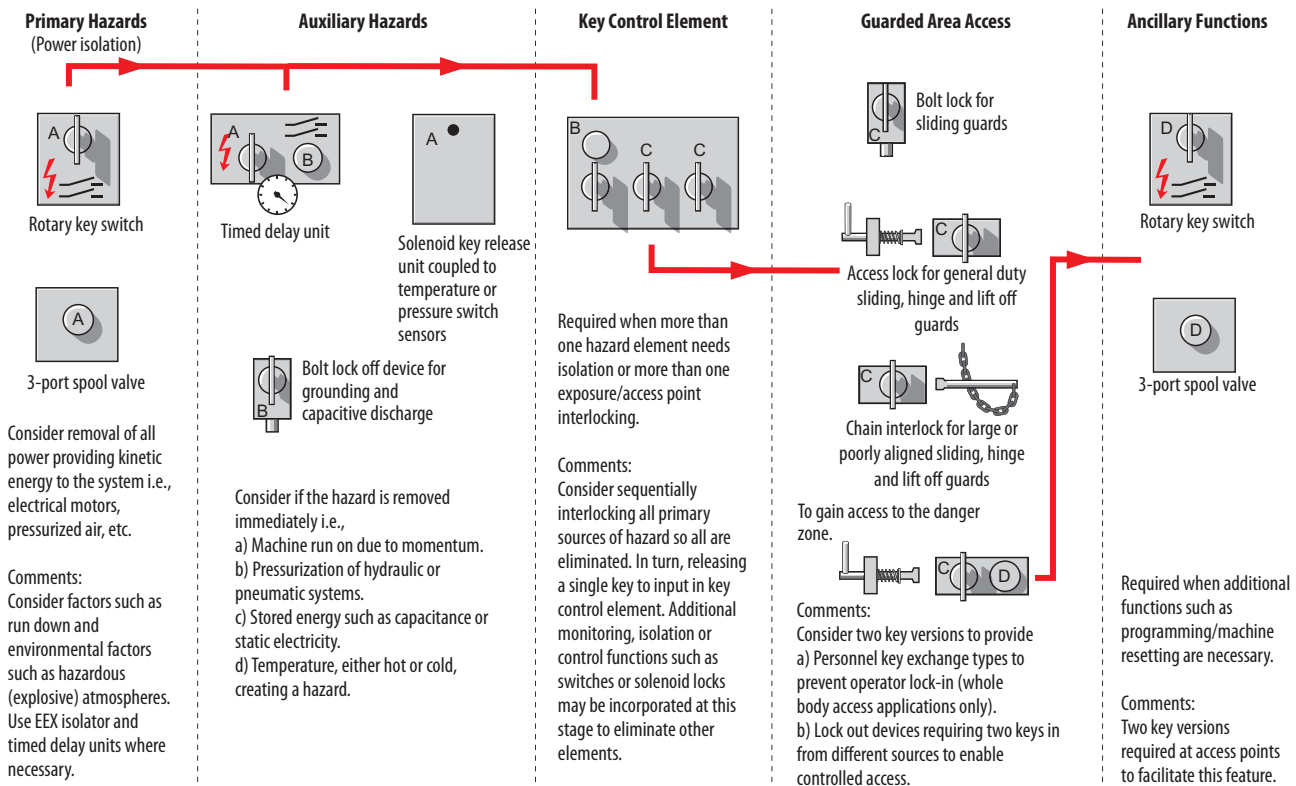 Primary Hazards
(Power isolation)
A
Rotary key switch
A
3-port spool valve
Consider removal of all
power providing kinetic
energy to the system i.e.,
electrical motors,
pressurized air, etc.
Comments:
Consider factors such as
run down and
environmental factors
such as hazardous
(explosive) atmospheres.
Use EEX isolator and
timed delay units where
necessary.
Auxiliary Hazards
A
B
Timed delay unit
A
Solenoid key release
unit coupled to
temperature or
pressure switch
sensors
B
Bolt lock off device for
grounding and
capacitive discharge
Consider if the hazard is removed
immediately i.e.,
a) Machine run on due to momentum.
b) Pressurization of hydraulic or
pneumatic systems.
c) Stored energy such as capacitance or
static electricity.
d) Temperature, either hot or cold,
creating a hazard.
Key Control Element
B
C C
Required when more than
one hazard element needs
isolation or more than one
exposure/access point
interlocking.
Comments:
Consider sequentially
interlocking all primary
sources of hazard so all are
eliminated. In turn, releasing
a single key to input in key
control element. Additional
monitoring, isolation or
control functions such as
switches or solenoid locks
may be incorporated at this
stage to eliminate other
elements.
Guarded Area Access
C
Bolt lock for
sliding guards
C
Access lock for general duty
sliding, hinge and lift off
guards
C
Chain interlock for large or
poorly aligned sliding, hinge
and lift off guards
To gain access to the danger
zone.
C D
Comments:
Consider two key versions to provide
a) Personnel key exchange types to
prevent operator lock-in (whole
body access applications only).
b) Lock out devices requiring two keys in
from different sources to enable
controlled access.
Ancillary Functions
D
Rotary key switch
D
3-port spool valve
Required when additional
functions such as
programming/machine
resetting are necessary.
Comments:
Two key versions
required at access points
to facilitate this feature.